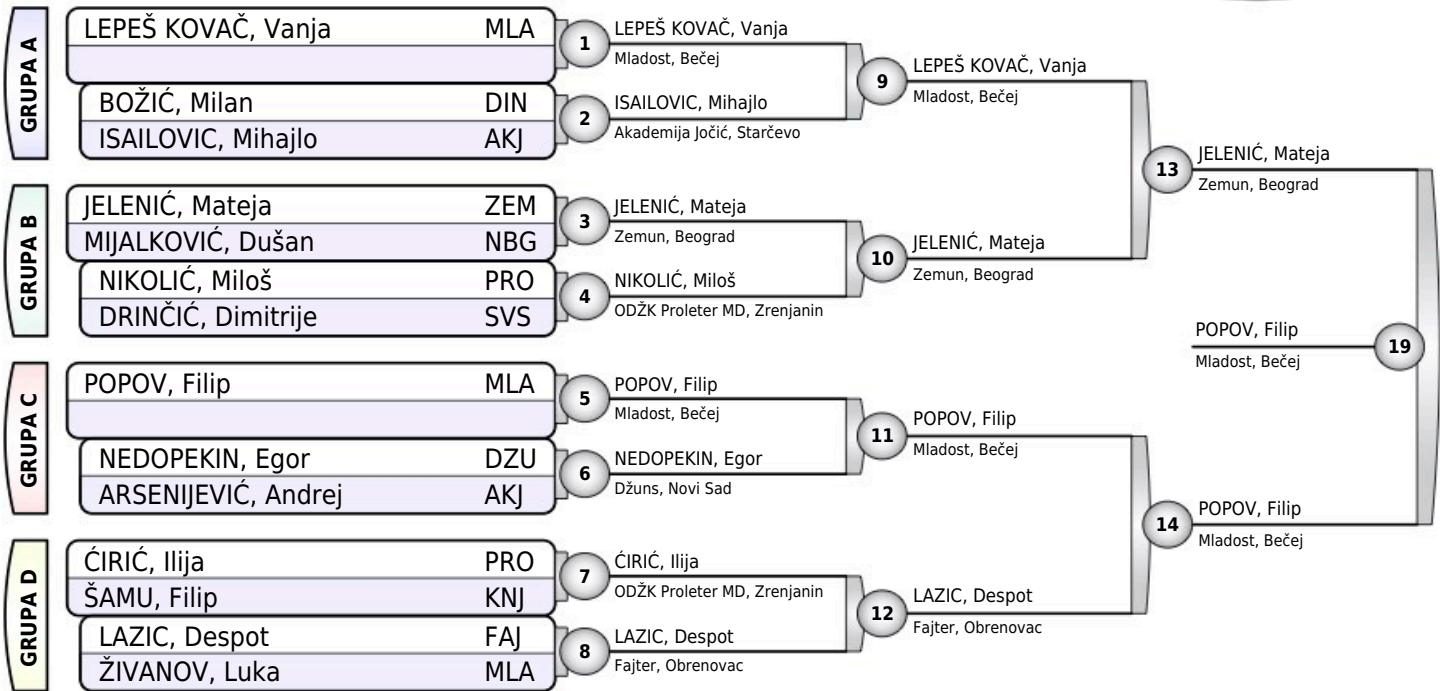 GRUPA A
LEPEŠ KOVAČ, Vanja MLA
BOŽIĆ, Milan DIN
ISAILOVIC, Mihajlo AKJ
GRUPA B
JELENIĆ, Mateja ZEM
MIJALKOVIĆ, Dušan NBG
NIKOLIĆ, Miloš PRO
DRINČIĆ, Dimitrije SVS
GRUPA C
POPOV, Filip MLA
NEDOPEKIN, Egor DZU
ARSENIJEVIĆ, Andrej AKJ
GRUPA D
ĆIRIĆ, Ilija PRO
ŠAMU, Filip KNJ
LAZIC, Despot FAJ
ŽIVANOV, Luka MLA
1
LEPEŠ KOVAČ, Vanja
Mladost, Bečej
2
ISAILOVIC, Mihajlo
Akademija Jočić, Starčevo
3
JELENIĆ, Mateja
Zemun, Beograd
4
NIKOLIĆ, Miloš
ODŽK Proleter MD, Zrenjanin
5
POPOV, Filip
Mladost, Bečej
6
NEDOPEKIN, Egor
Džuns, Novi Sad
7
ĆIRIĆ, Ilija
ODŽK Proleter MD, Zrenjanin
8
LAZIC, Despot
Fajter, Obrenovac
9
LEPEŠ KOVAČ, Vanja
Mladost, Bečej
10
JELENIĆ, Mateja
Zemun, Beograd
11
POPOV, Filip
Mladost, Bečej
12
LAZIC, Despot
Fajter, Obrenovac
13
JELENIĆ, Mateja
Zemun, Beograd
14
POPOV, Filip
Mladost, Bečej
POPOV, Filip
Mladost, Bečej
19